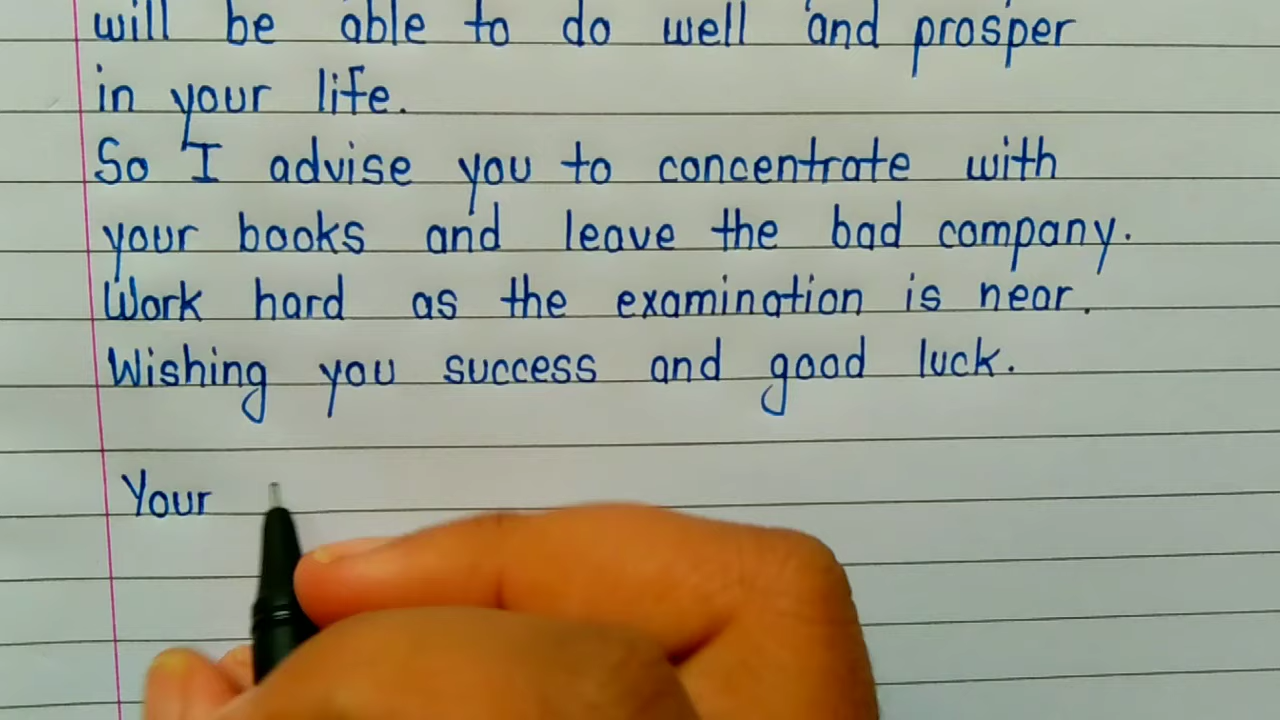 will be able to do well and prosper
in your life.
So I advise you to concentrate with
your books and leave the bad company.
Work hard as the examination is near.
Wishing you success and good luck.
Your